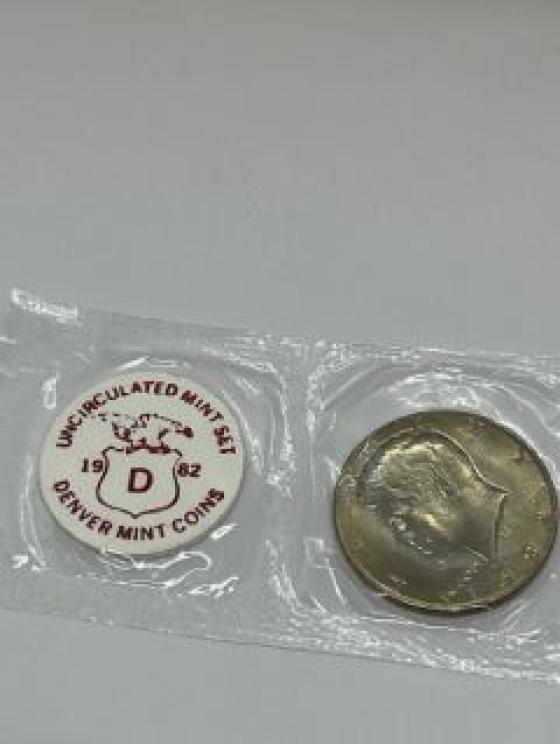 UNCIRCULATED MINT SET
19 D 82
DENVER MINT COINS